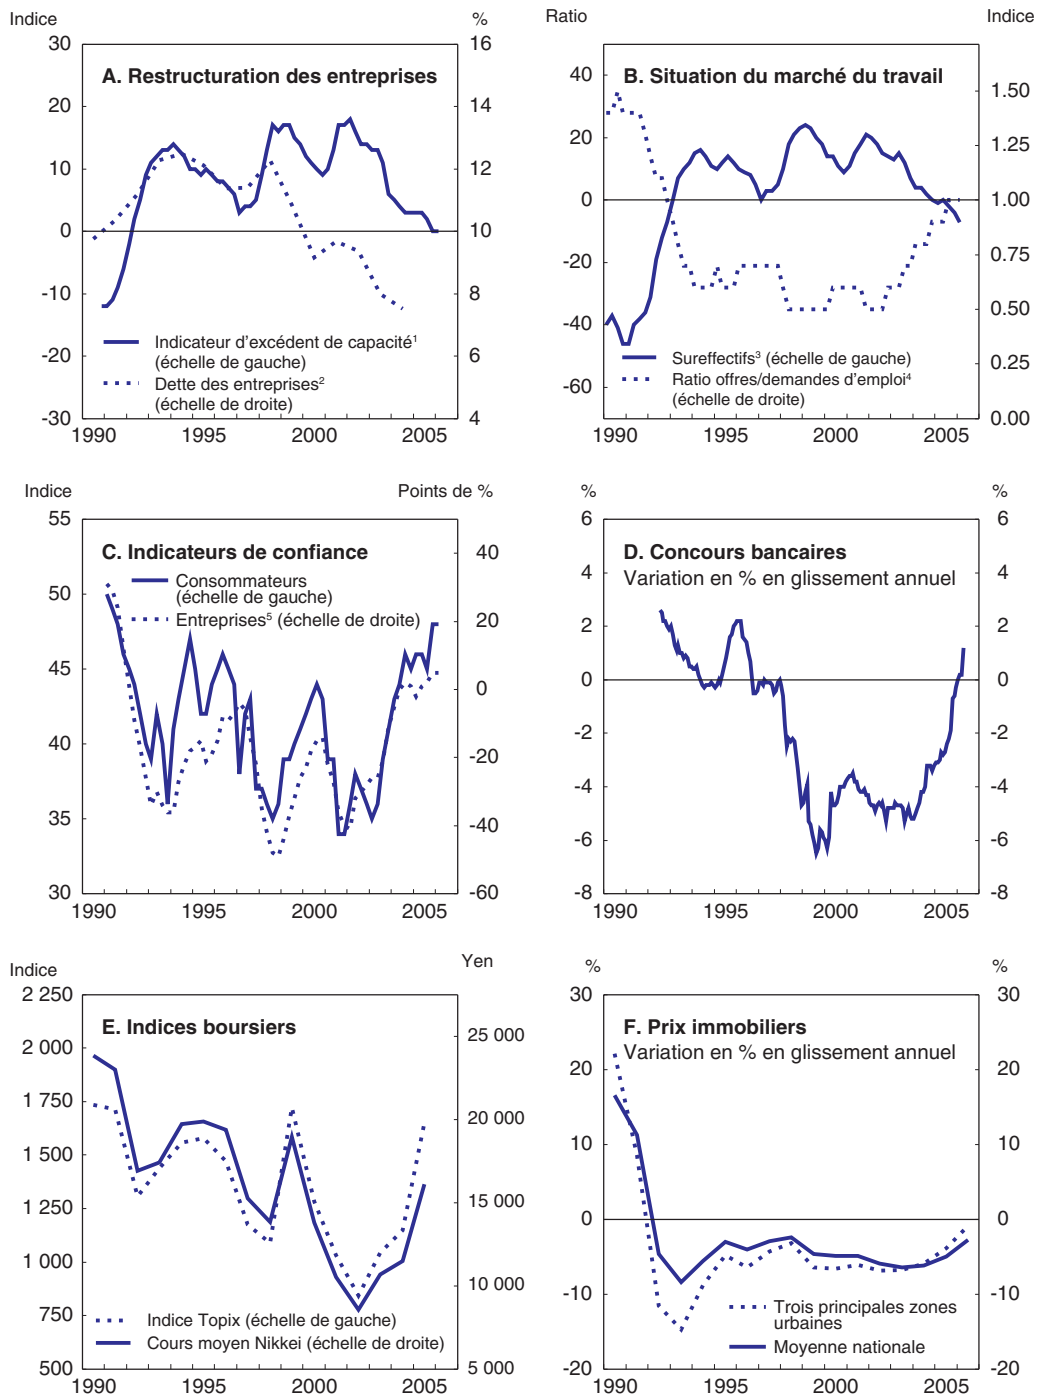 Indice %
A. Restructuration des entreprises
30 16
20 14
12
10
0 10
-10 8
-20 6
-30 4
Indicateur d'excédent de capacité¹
(échelle de gauche)
Dette des entreprises²
(échelle de droite)
1990 1995 2000 2005
Ratio Indice
B. Situation du marché du travail
40 1.50
20 1.25
0 1.00
-20 0.75
0.50
-40 0.25
-60 0.00
Sureffectifs³ (échelle de gauche)
Ratio offres/demandes d'emploi⁴
(échelle de droite)
1990 1995 2000 2005
Indice Points de %
C. Indicateurs de confiance
Consommateurs
(échelle de gauche)
Entreprises⁵ (échelle de droite)
55 40
50 20
45 0
40 -20
35 -40
30 -60
1990 1995 2000 2005
% %
D. Concours bancaires
Variation en % en glissement annuel
6 6
4 4
2 2
0 0
-2 -2
-4 -4
-6 -6
-8 -8
1990 1995 2000 2005
Indice Yen
E. Indices boursiers
2 250
2 000 25 000
1 750 20 000
1 500
1 250 15 000
1 000 10 000
750
500 5 000
Indice Topix (échelle de gauche)
Cours moyen Nikkei (échelle de droite)
1990 1995 2000 2005
% %
F. Prix immobiliers
Variation en % en glissement annuel
30 30
20 20
10 10
0 0
-10 -10
-20 -20
Trois principales zones
urbaines
Moyenne nationale
1990 1995 2000 2005